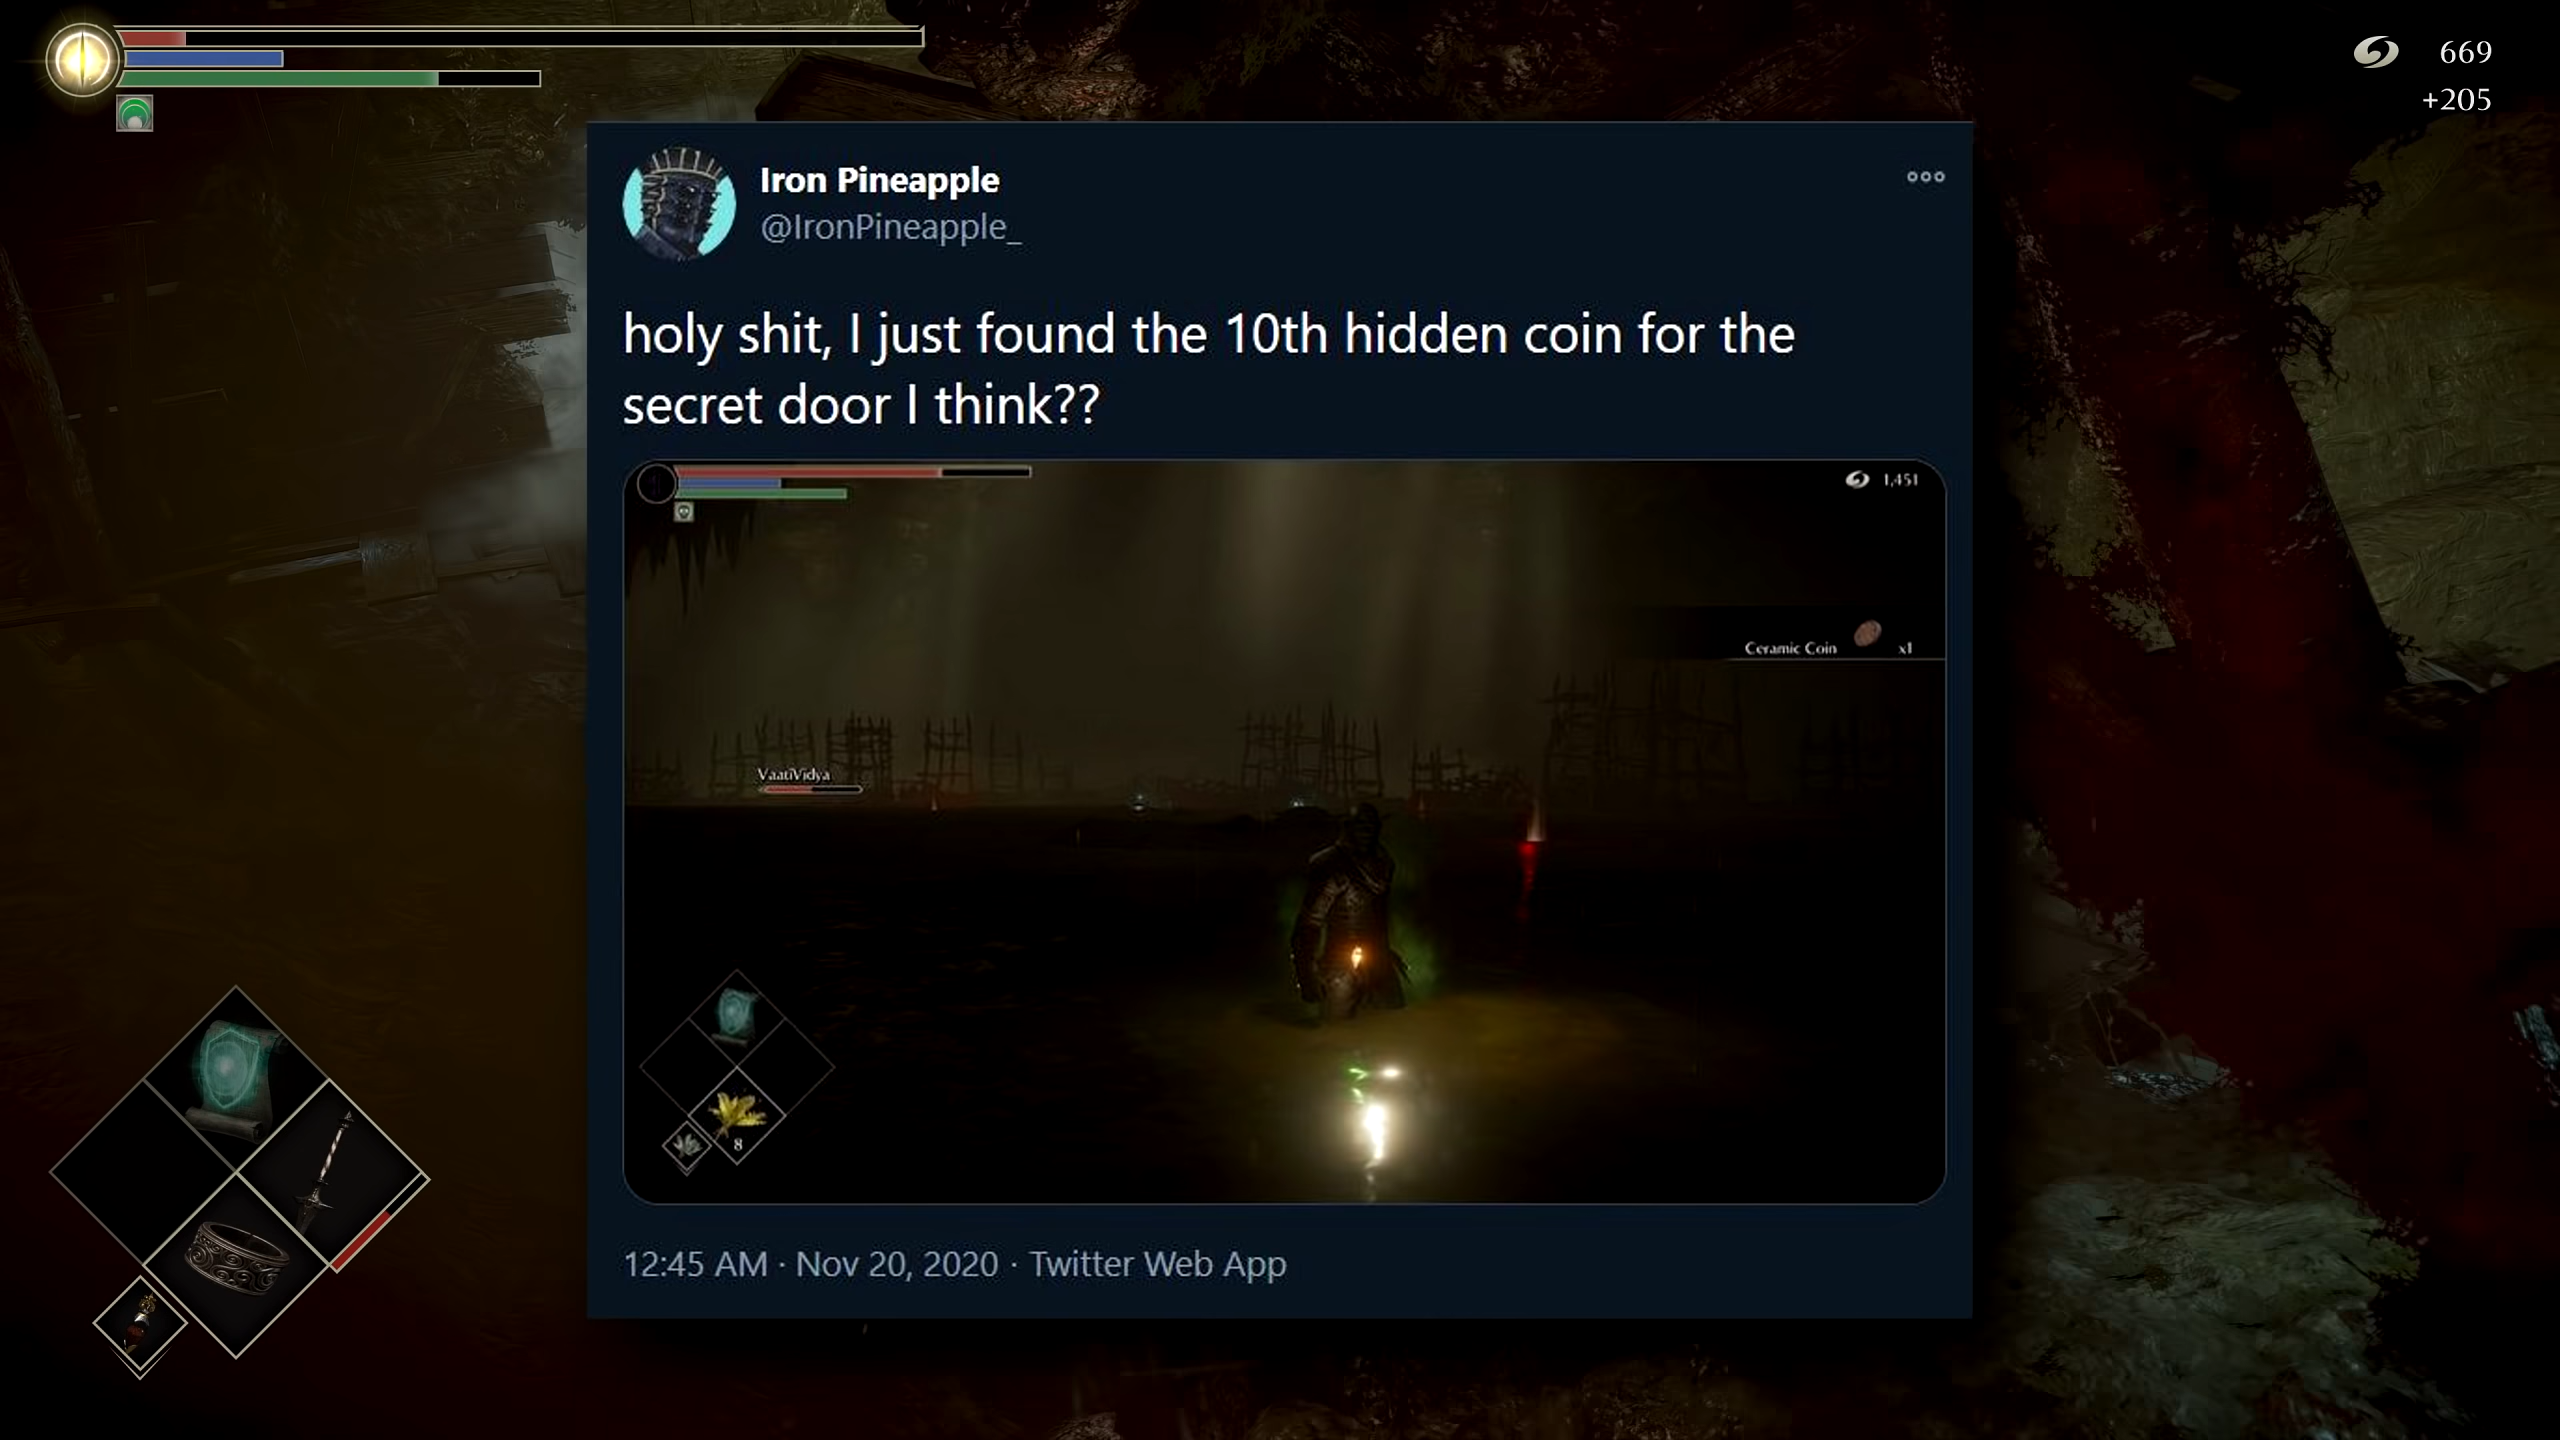 669
+205
Iron Pineapple
@IronPineapple_
holy shit, I just found the 10th hidden coin for the
secret door I think??
1,451
Ceramic Coin x1
VaatiVidya
8
12:45 AM · Nov 20, 2020 · Twitter Web App